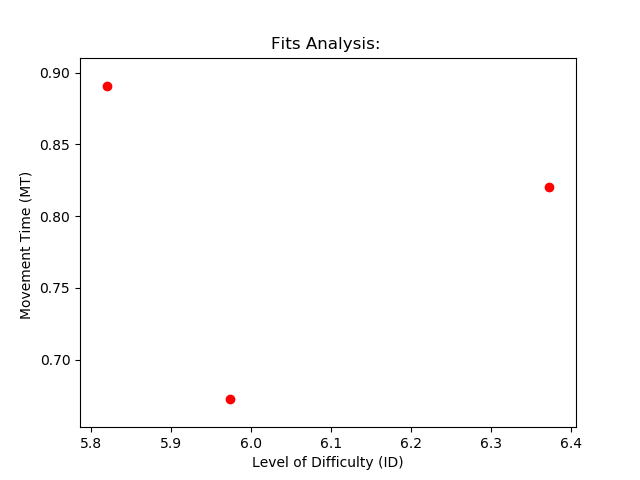 Fits Analysis:
Movement Time (MT)
0.90
0.85
0.80
0.75
0.70
5.8 5.9 6.0 6.1 6.2 6.3 6.4
Level of Difficulty (ID)